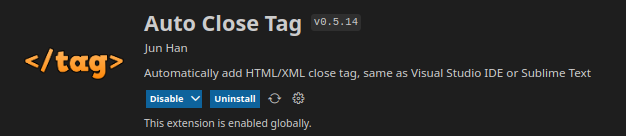 Auto Close Tag v0.5.14
Jun Han
</tag>
Automatically add HTML/XML close tag, same as Visual Studio IDE or Sublime Text
Disable Uninstall
This extension is enabled globally.